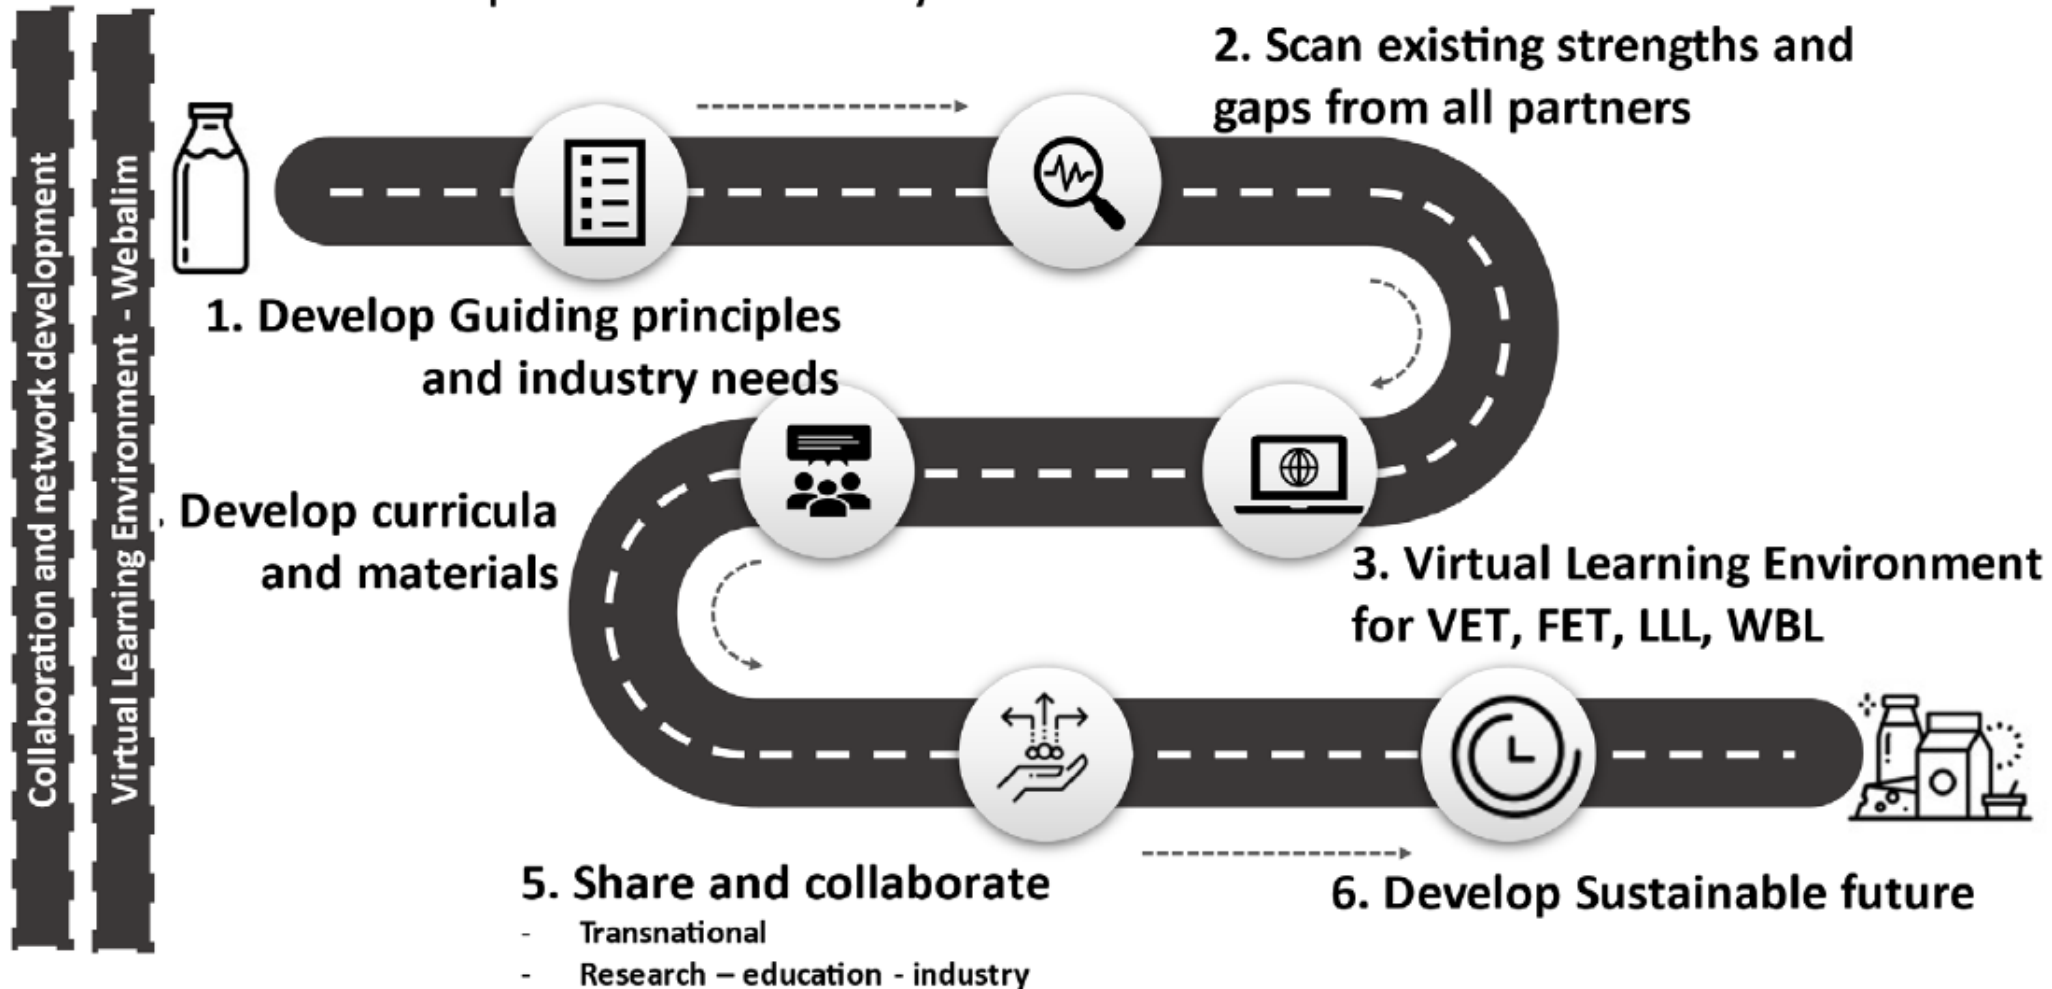 Collaboration and network development
Virtual Learning Environment - Webalim
2. Scan existing strengths and
gaps from all partners
1. Develop Guiding principles
and industry needs
. Develop curricula
and materials
3. Virtual Learning Environment
for VET, FET, LLL, WBL
5. Share and collaborate
- Transnational
- Research – education - industry
6. Develop Sustainable future